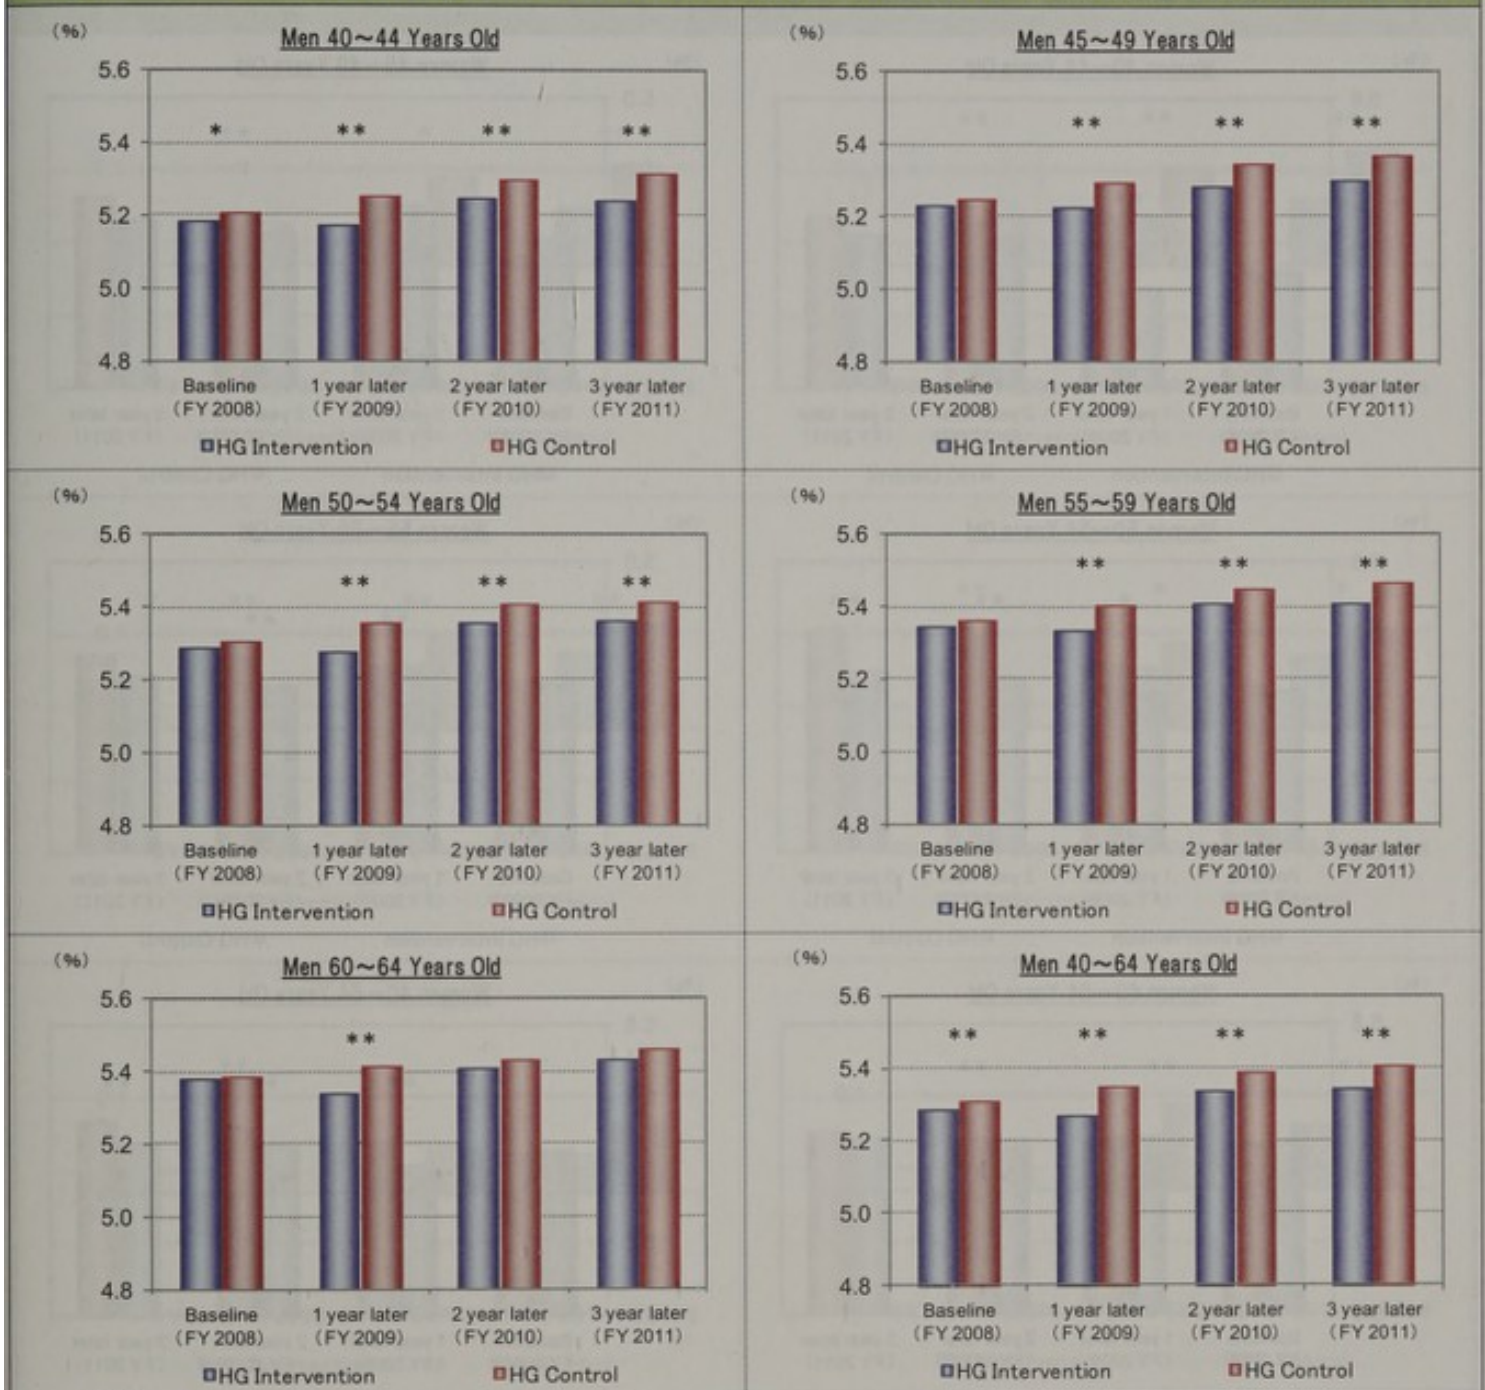 (%)
Men 40～44 Years Old
5.6
* ** ** **
5.4
5.2
5.0
4.8
Baseline 1 year later 2 year later 3 year later
(FY 2008) (FY 2009) (FY 2010) (FY 2011)
HG Intervention HG Control
(%)
Men 45～49 Years Old
5.6
** ** **
5.4
5.2
5.0
4.8
Baseline 1 year later 2 year later 3 year later
(FY 2008) (FY 2009) (FY 2010) (FY 2011)
HG Intervention HG Control
(%)
Men 50～54 Years Old
5.6
** ** **
5.4
5.2
5.0
4.8
Baseline 1 year later 2 year later 3 year later
(FY 2008) (FY 2009) (FY 2010) (FY 2011)
HG Intervention HG Control
(%)
Men 55～59 Years Old
5.6
** ** **
5.4
5.2
5.0
4.8
Baseline 1 year later 2 year later 3 year later
(FY 2008) (FY 2009) (FY 2010) (FY 2011)
HG Intervention HG Control
(%)
Men 60～64 Years Old
5.6
**
5.4
5.2
5.0
4.8
Baseline 1 year later 2 year later 3 year later
(FY 2008) (FY 2009) (FY 2010) (FY 2011)
HG Intervention HG Control
(%)
Men 40～64 Years Old
5.6
** ** ** **
5.4
5.2
5.0
4.8
Baseline 1 year later 2 year later 3 year later
(FY 2008) (FY 2009) (FY 2010) (FY 2011)
HG Intervention HG Control